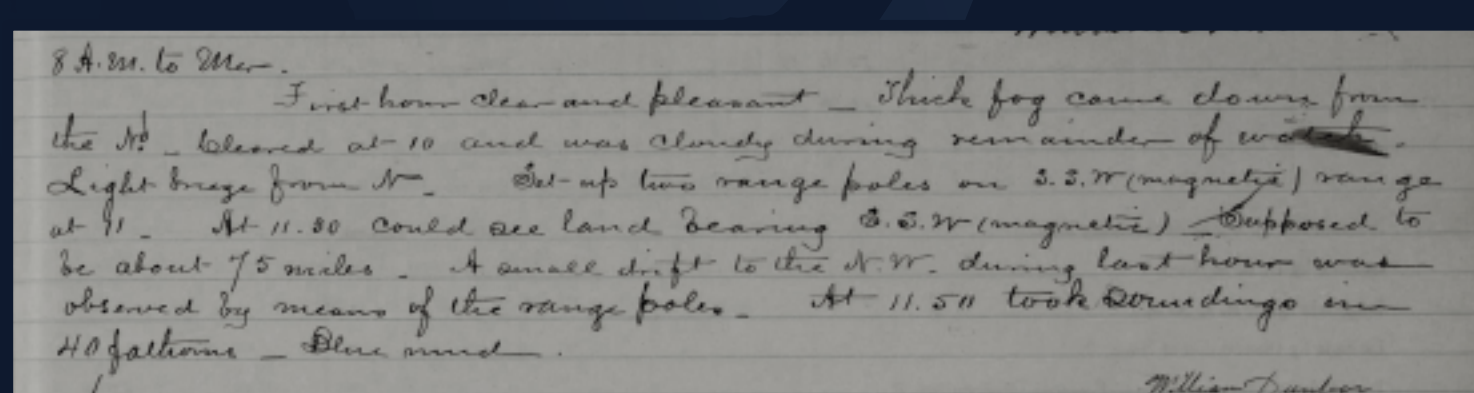 8 A.M. to Mer.
First hour clear and pleasant _ Thick fog came down from
the Nd. _ Cleared at 10 and was cloudy during remainder of watch.
Light breeze from N _ Set up two range poles on S.S.W (magnetic) range
at 11 _ At 11.30 could see land bearing S.S.W (magnetic) _ Supposed to
be about 75 miles _ A small drift to the N.W. during last hour was
observed by means of the range poles _ At 11.50 took soundings in
40 fathoms _ Blue mud.
William